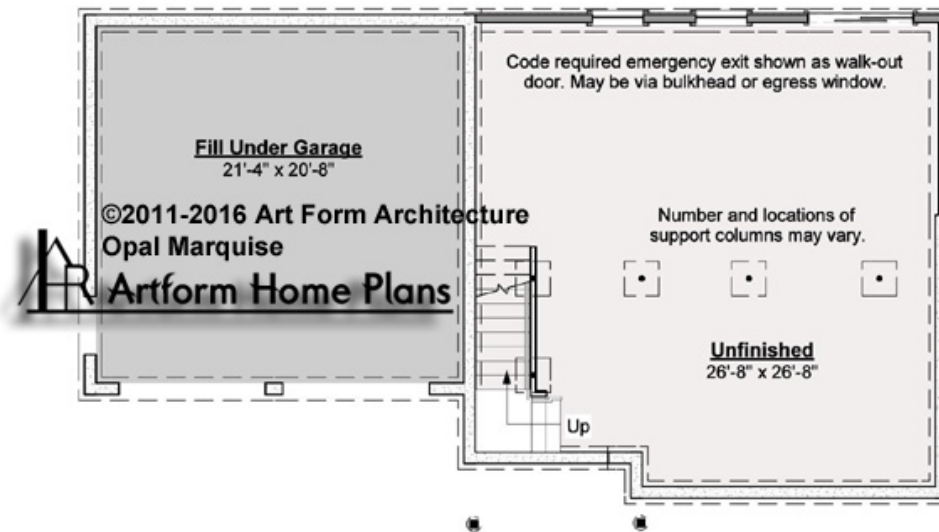 Code required emergency exit shown as walk-out
door. May be via bulkhead or egress window.
Fill Under Garage
21'-4" x 20'-8"
©2011-2016 Art Form Architecture
Opal Marquise
Artform Home Plans
Number and locations of
support columns may vary.
Unfinished
26'-8" x 26'-8"
Up